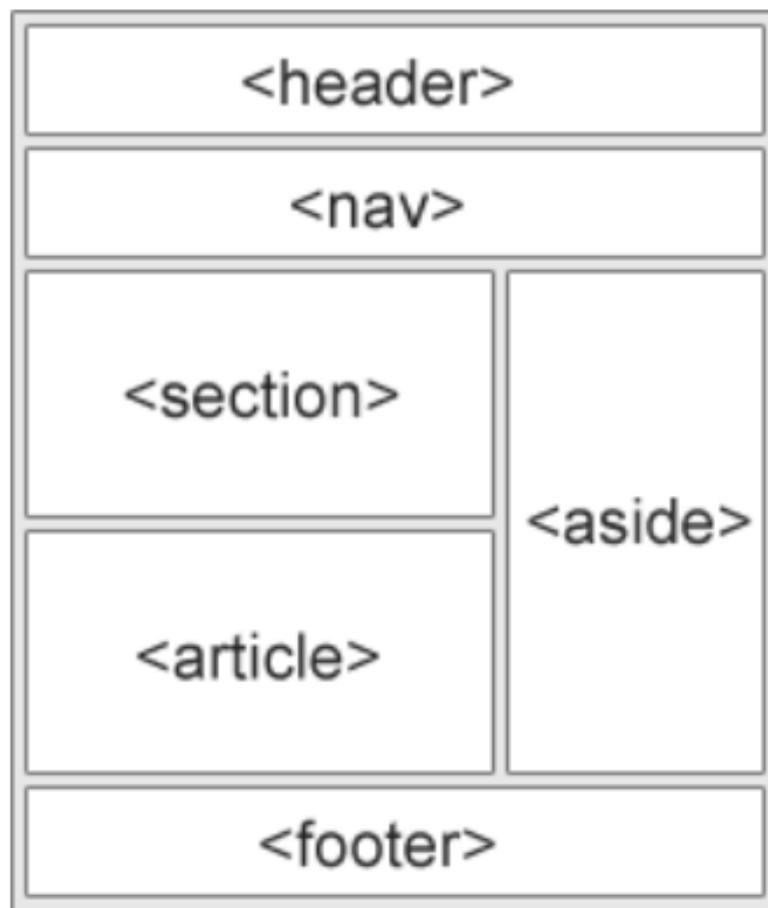 <header>
<nav>
<section>
<aside>
<article>
<footer>